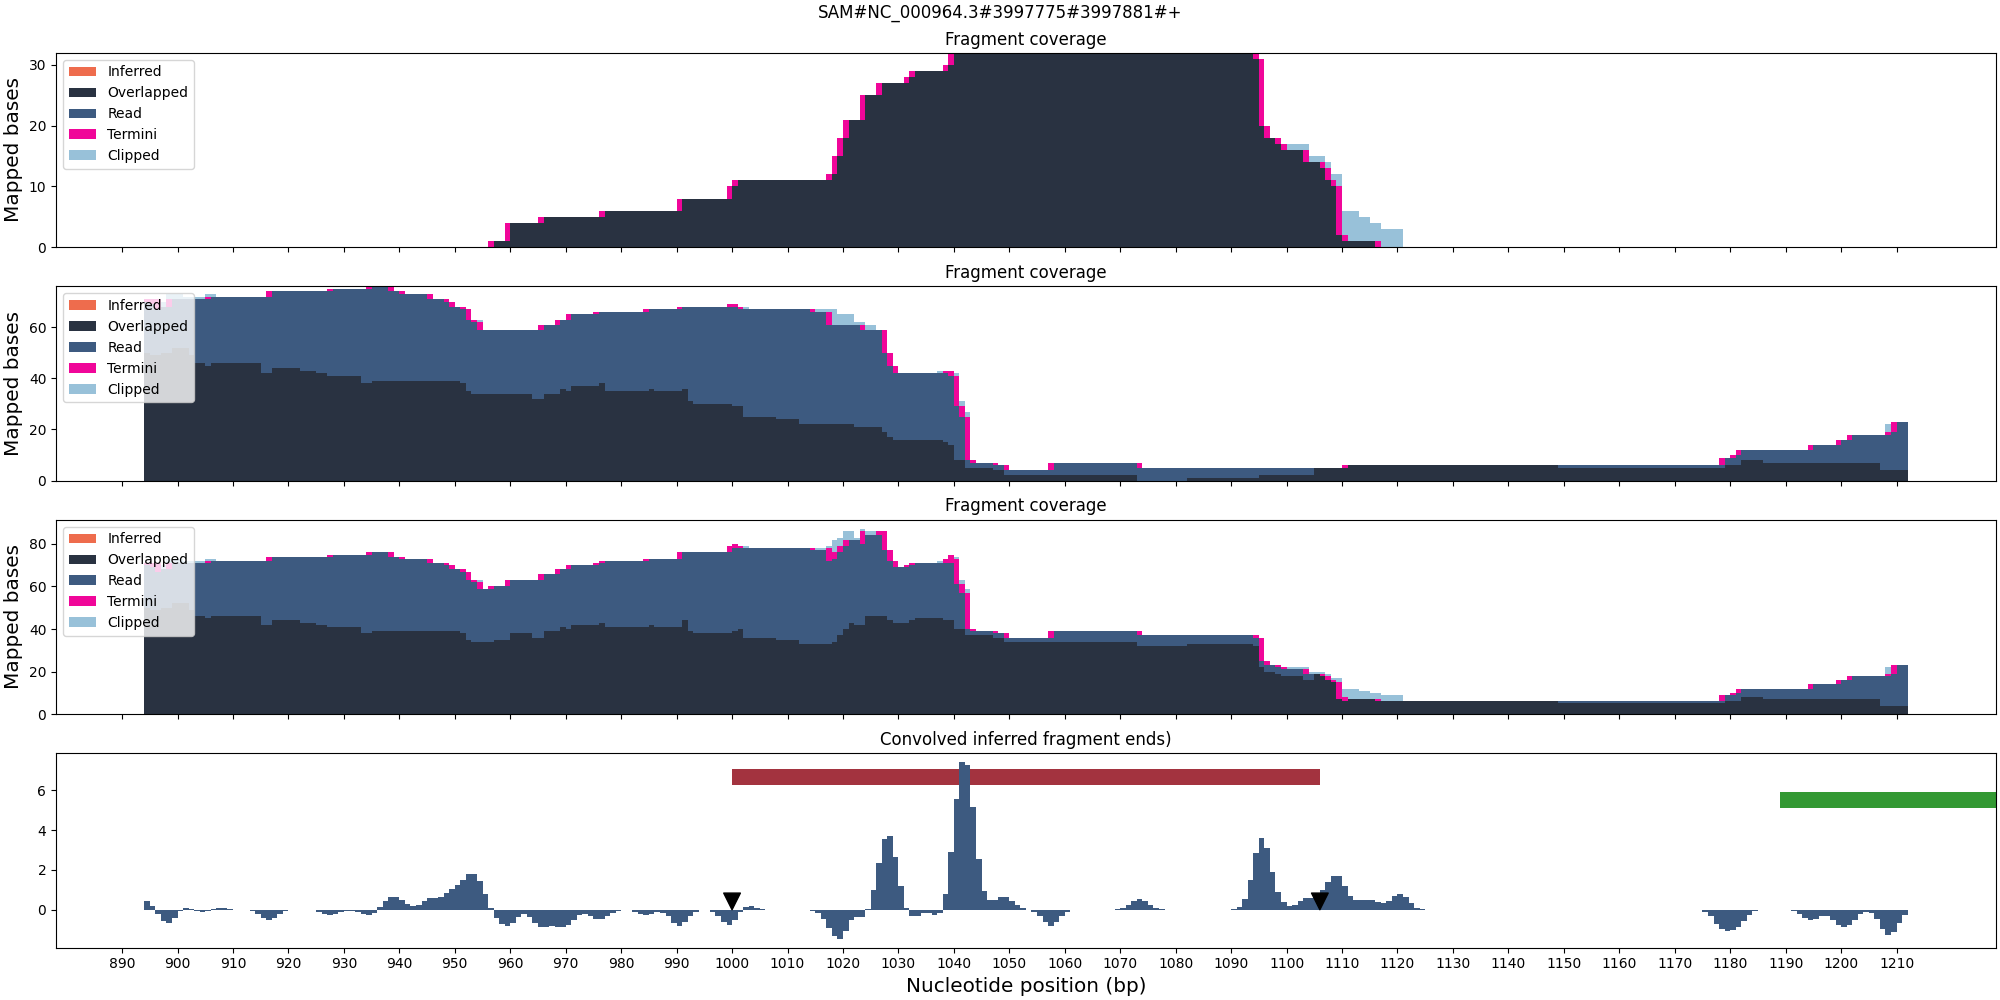 SAM#NC_000964.3#3997775#3997881#+
Fragment coverage
Mapped bases
30
20
10
0
Inferred
Overlapped
Read
Termini
Clipped
Fragment coverage
Mapped bases
60
40
20
0
Inferred
Overlapped
Read
Termini
Clipped
Fragment coverage
Mapped bases
80
60
40
20
0
Inferred
Overlapped
Read
Termini
Clipped
Convolved inferred fragment ends)
6
4
2
0
890 900 910 920 930 940 950 960 970 980 990 1000 1010 1020 1030 1040 1050 1060 1070 1080 1090 1100 1110 1120 1130 1140 1150 1160 1170 1180 1190 1200 1210
Nucleotide position (bp)